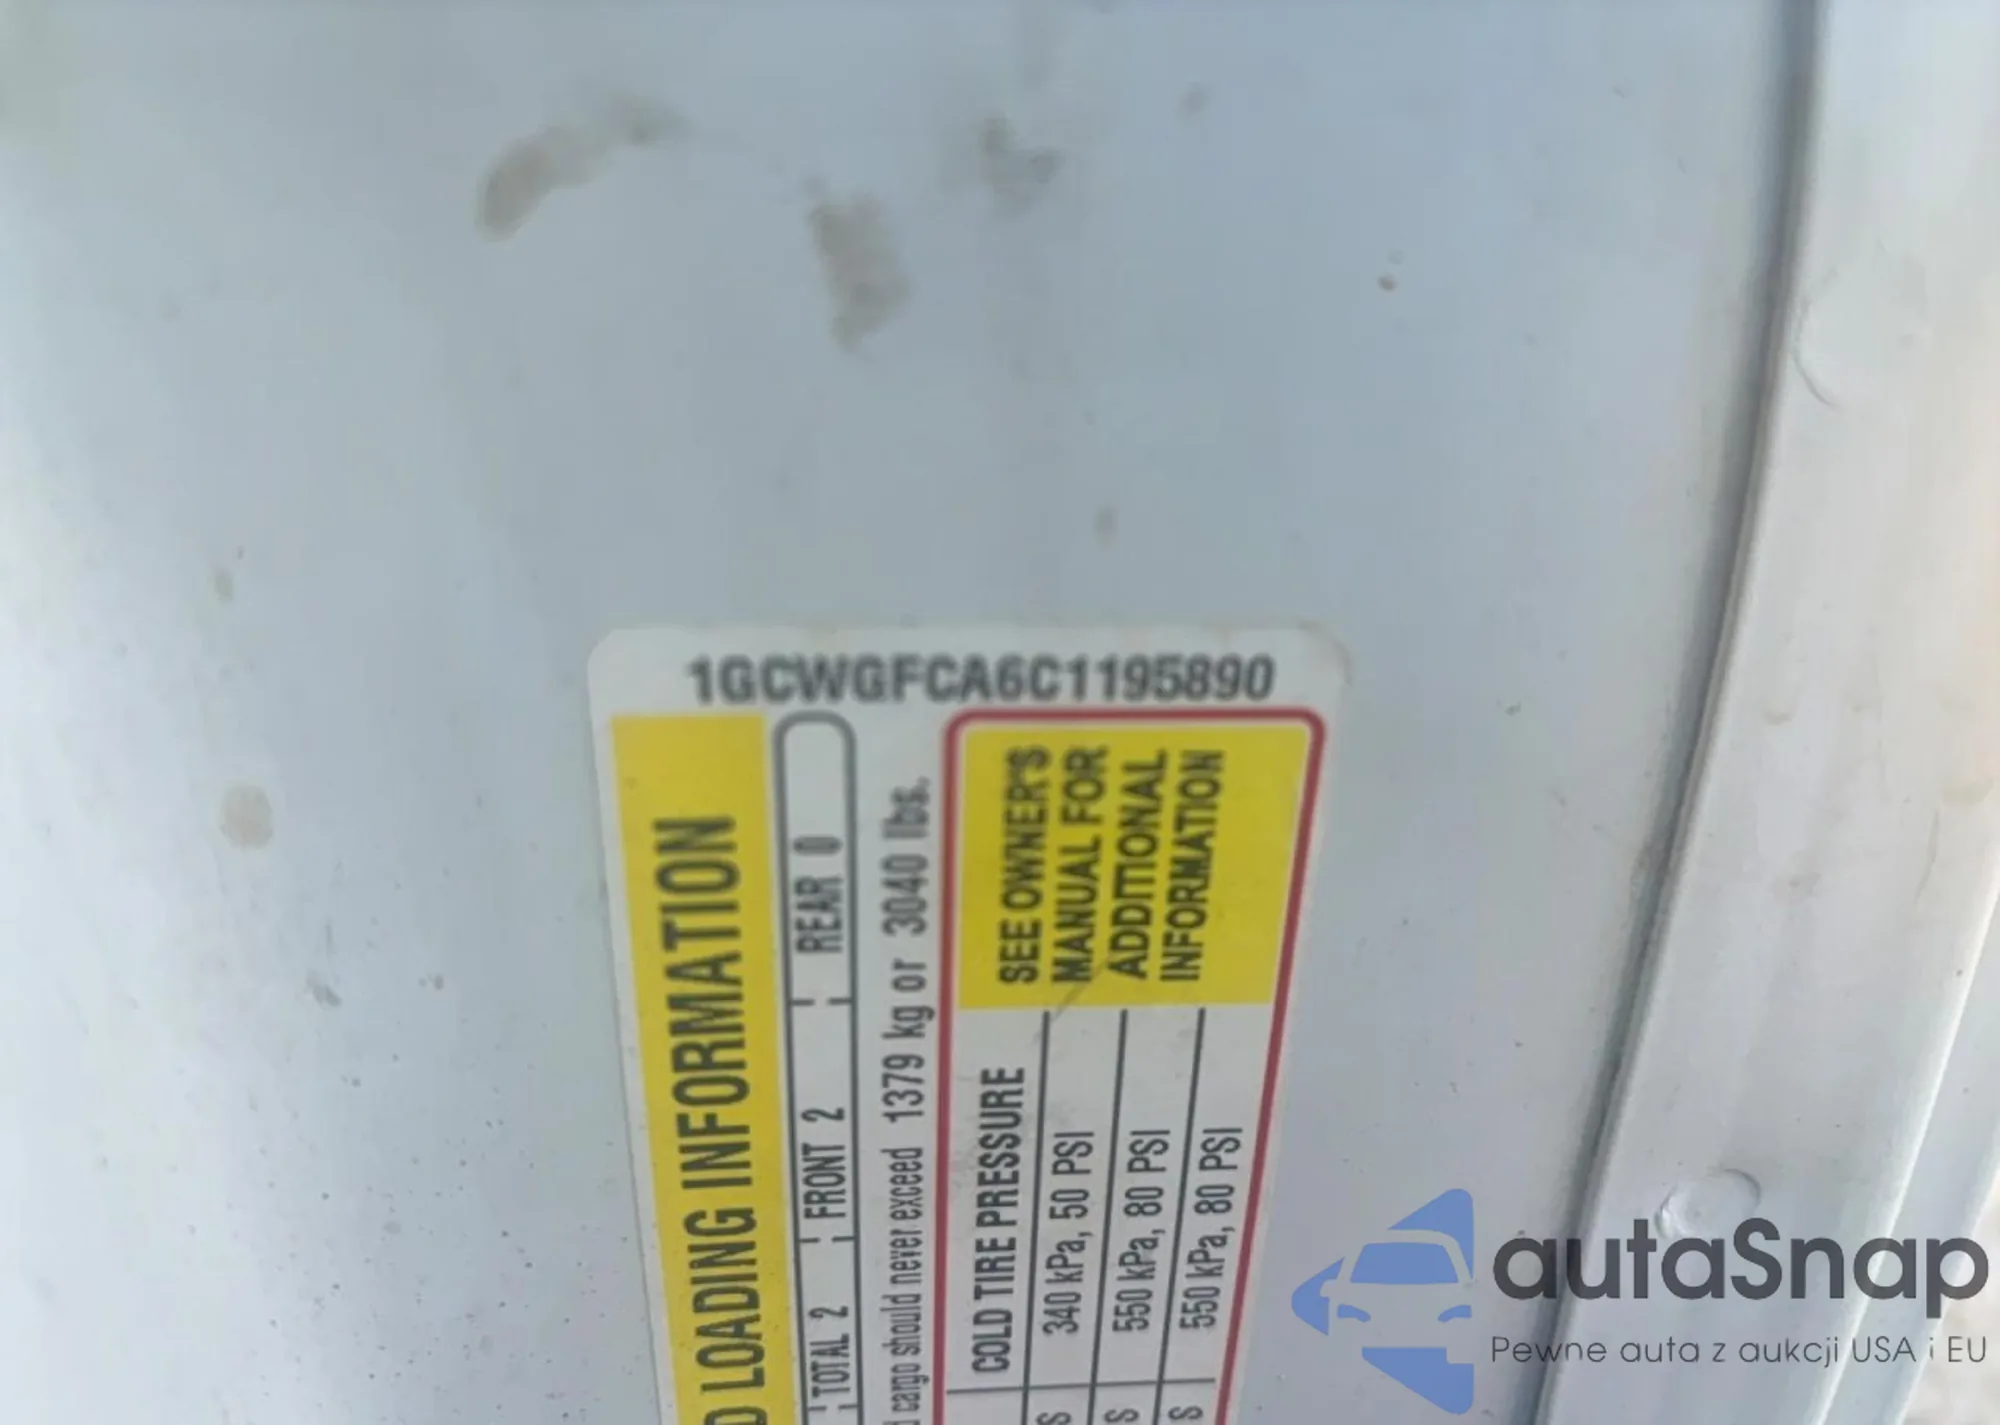 1GCWGFCA6C1195890
D LOADING INFORMATION
TOTAL 2 FRONT 2 REAR 0
cargo should never exceed 1379 kg or 3040 lbs.
COLD TIRE PRESSURE
340 kPa, 50 PSI
550 kPa, 80 PSI
550 kPa, 80 PSI
S
S
S
SEE OWNER'S
MANUAL FOR
ADDITIONAL
INFORMATION
autaSnap
Pewne auta z aukcji USA i EU